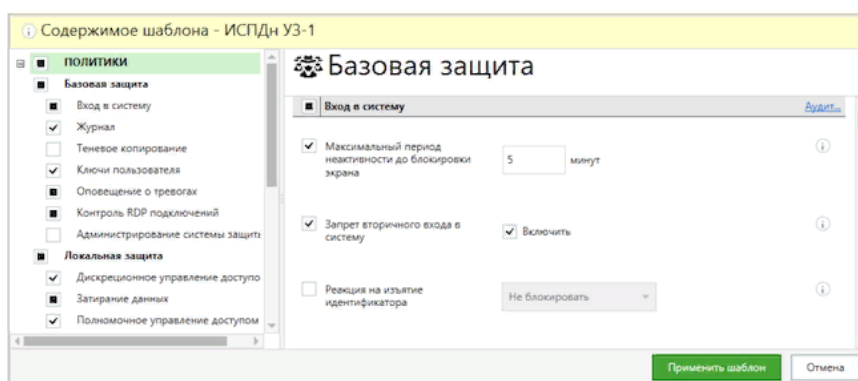 Содержимое шаблона - ИСПДн УЗ-1
ПОЛИТИКИ
Базовая защита
Вход в систему
Журнал
Теневое копирование
Ключи пользователя
Оповещение о тревогах
Контроль RDP подключений
Администрирование системы защиты
Локальная защита
Дискреционное управление доступо
Затирание данных
Полномочное управление доступом
Базовая защита
Вход в систему
Аудит...
Максимальный период
неактивности до блокировки
экрана
5 минут
Запрет вторичного входа в
систему
Включить
Реакция на изъятие
идентификатора
Не блокировать
Применить шаблон
Отмена